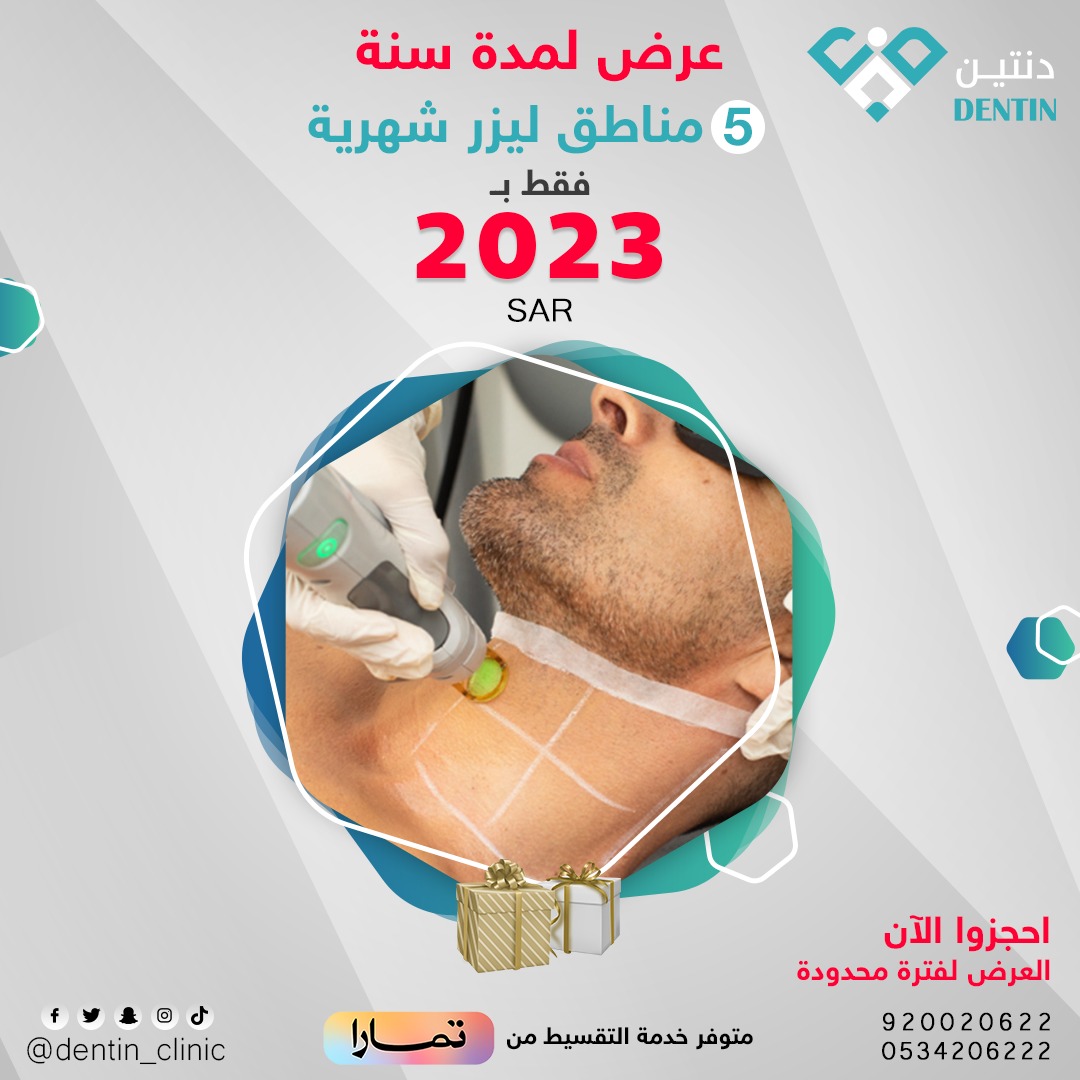 دنتين
DENTIN
عرض لمدة سنة
5 مناطق ليزر شهرية
فقط بـ
2023
SAR
احجزوا الآن
العرض لفترة محدودة
920020622
0534206222
متوفر خدمة التقسيط من تمارا
@dentin_clinic